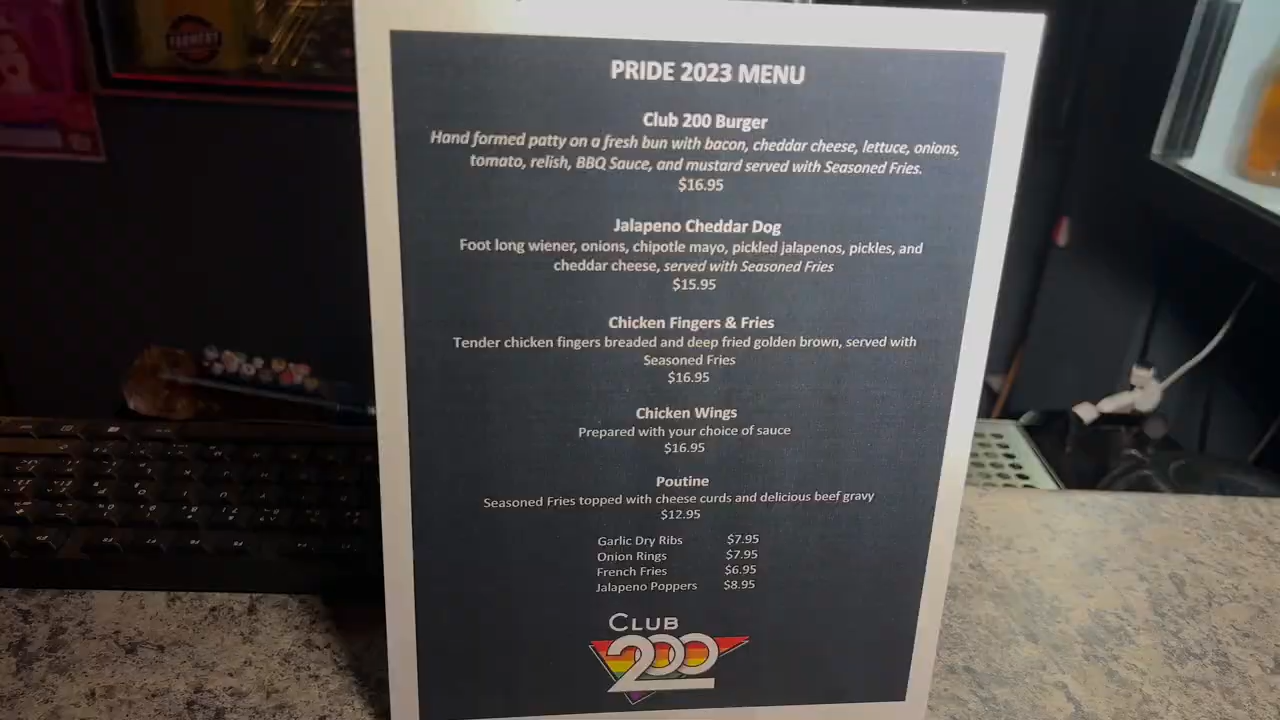 PRIDE 2023 MENU
Club 200 Burger
Hand formed patty on a fresh bun with bacon, cheddar cheese, lettuce, onions,
tomato, relish, BBQ Sauce, and mustard served with Seasoned Fries.
$16.95
Jalapeno Cheddar Dog
Foot long wiener, onions, chipotle mayo, pickled jalapenos, pickles, and
cheddar cheese, served with Seasoned Fries
$15.95
Chicken Fingers & Fries
Tender chicken fingers breaded and deep fried golden brown, served with
Seasoned Fries
$16.95
Chicken Wings
Prepared with your choice of sauce
$16.95
Poutine
Seasoned Fries topped with cheese curds and delicious beef gravy
$12.95
Garlic Dry Ribs $7.95
Onion Rings $7.95
French Fries $6.95
Jalapeno Poppers $8.95
CLUB
200